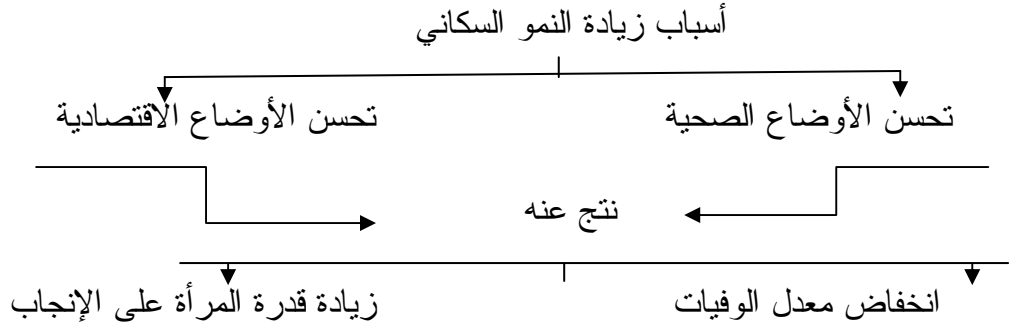 أسباب زيادة النمو السكاني
تحسن الأوضاع الصحية
تحسن الأوضاع الاقتصادية
نتج عنه
انخفاض معدل الوفيات
زيادة قدرة المرأة على الإنجاب